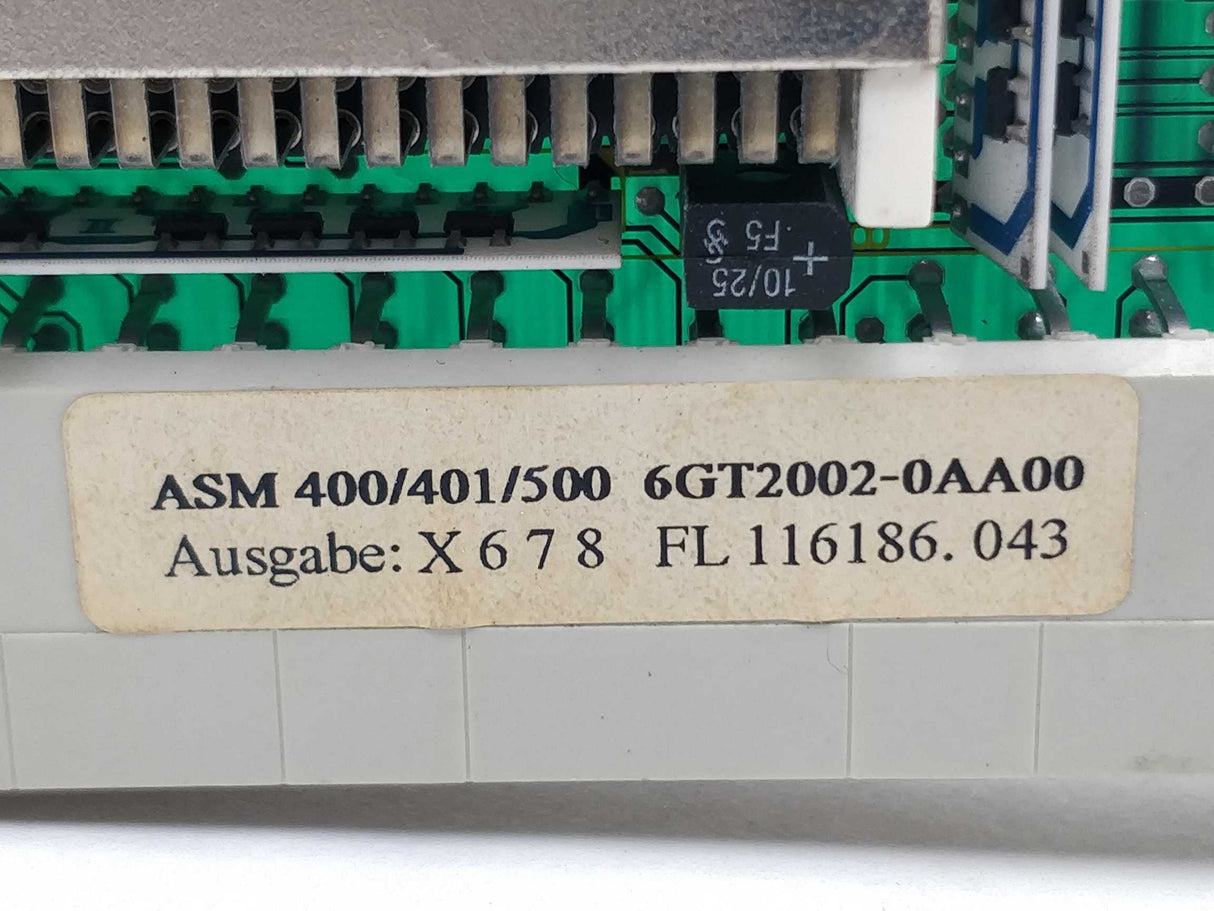 F5
10/25
+
ASM 400/401/500 6GT2002-0AA00
Ausgabe: X 6 7 8 FL 116186. 043